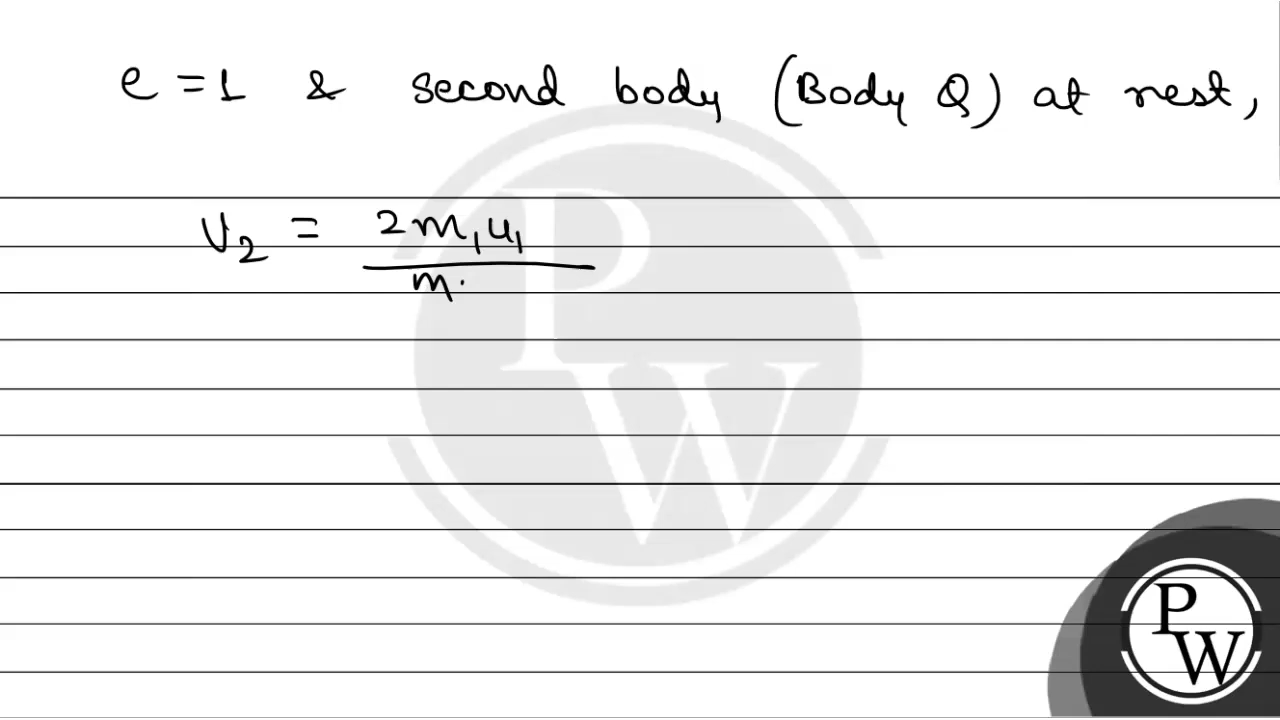 e = 1 & second body (Body Q) at rest,
V₂ = 2m₁u₁
m
P
W
P
W